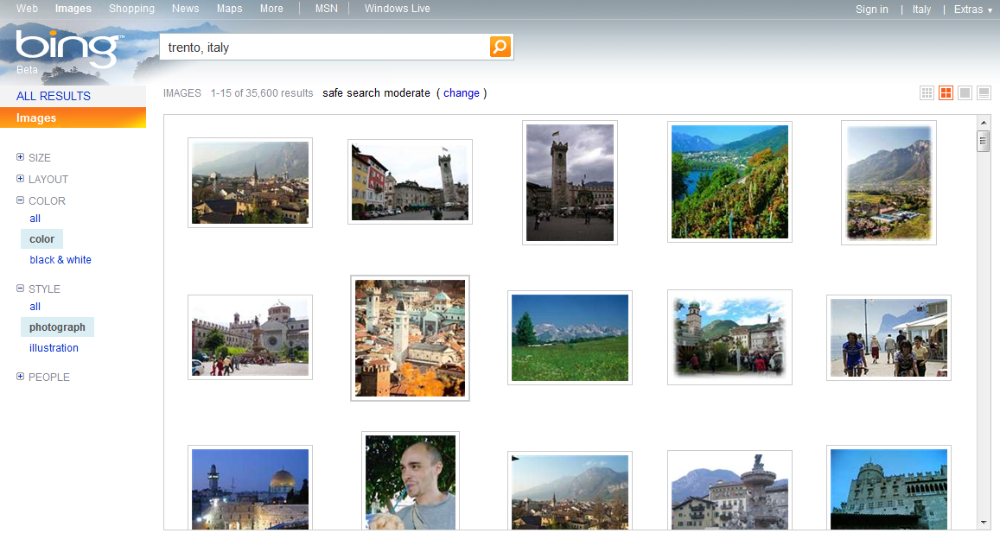 Web Images Shopping News Maps More | MSN | Windows Live Sign in | Italy | Extras ▾
bing™
Beta
trento, italy
ALL RESULTS
IMAGES 1-15 of 35,600 results safe search moderate ( change )
Images
SIZE
LAYOUT
COLOR
all
color
black & white
STYLE
all
photograph
illustration
PEOPLE